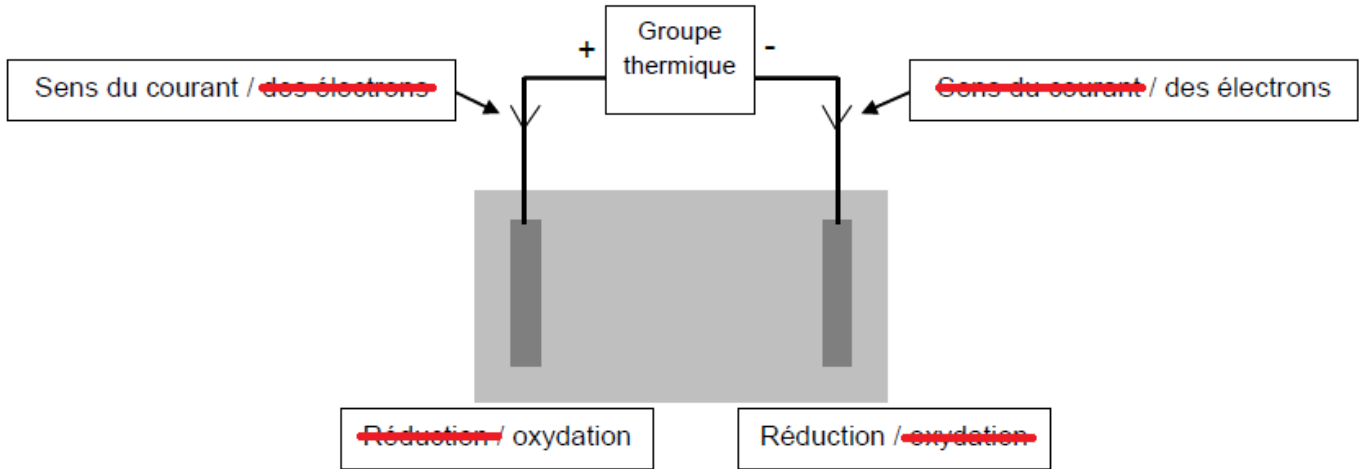 Groupe
thermique
+
-
Sens du courant / des électrons
Sens du courant / des électrons
Réduction / oxydation
Réduction / oxydation